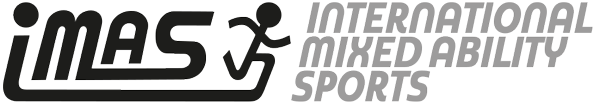 iMAS
INTERNATIONAL
MIXED ABILITY
SPORTS